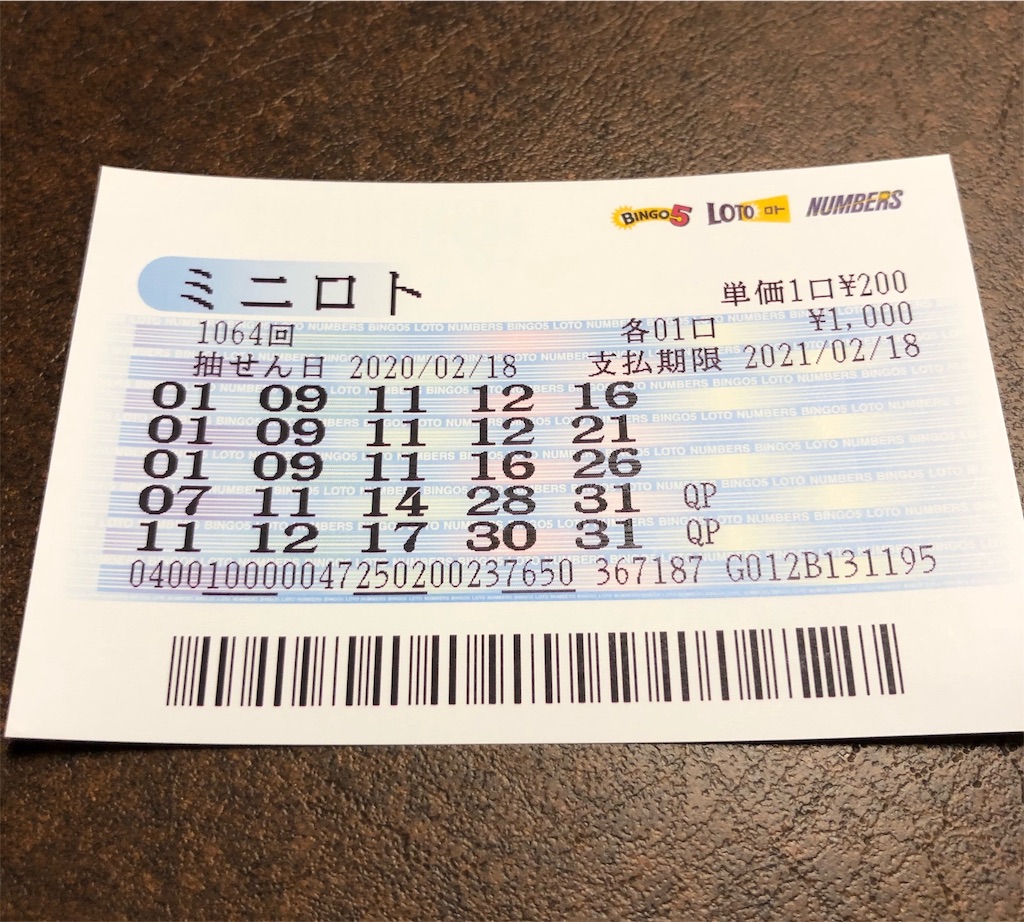 BINGO5 LOTO ロト NUMBERS
ミニロト 単価1口¥200
1064回 各01口 ¥1,000
抽せん日 2020/02/18 支払期限 2021/02/18
01 09 11 12 16
01 09 11 12 21
01 09 11 16 26
07 11 14 28 31 QP
11 12 17 30 31 QP
040010000047250200237650 367187 G012B131195